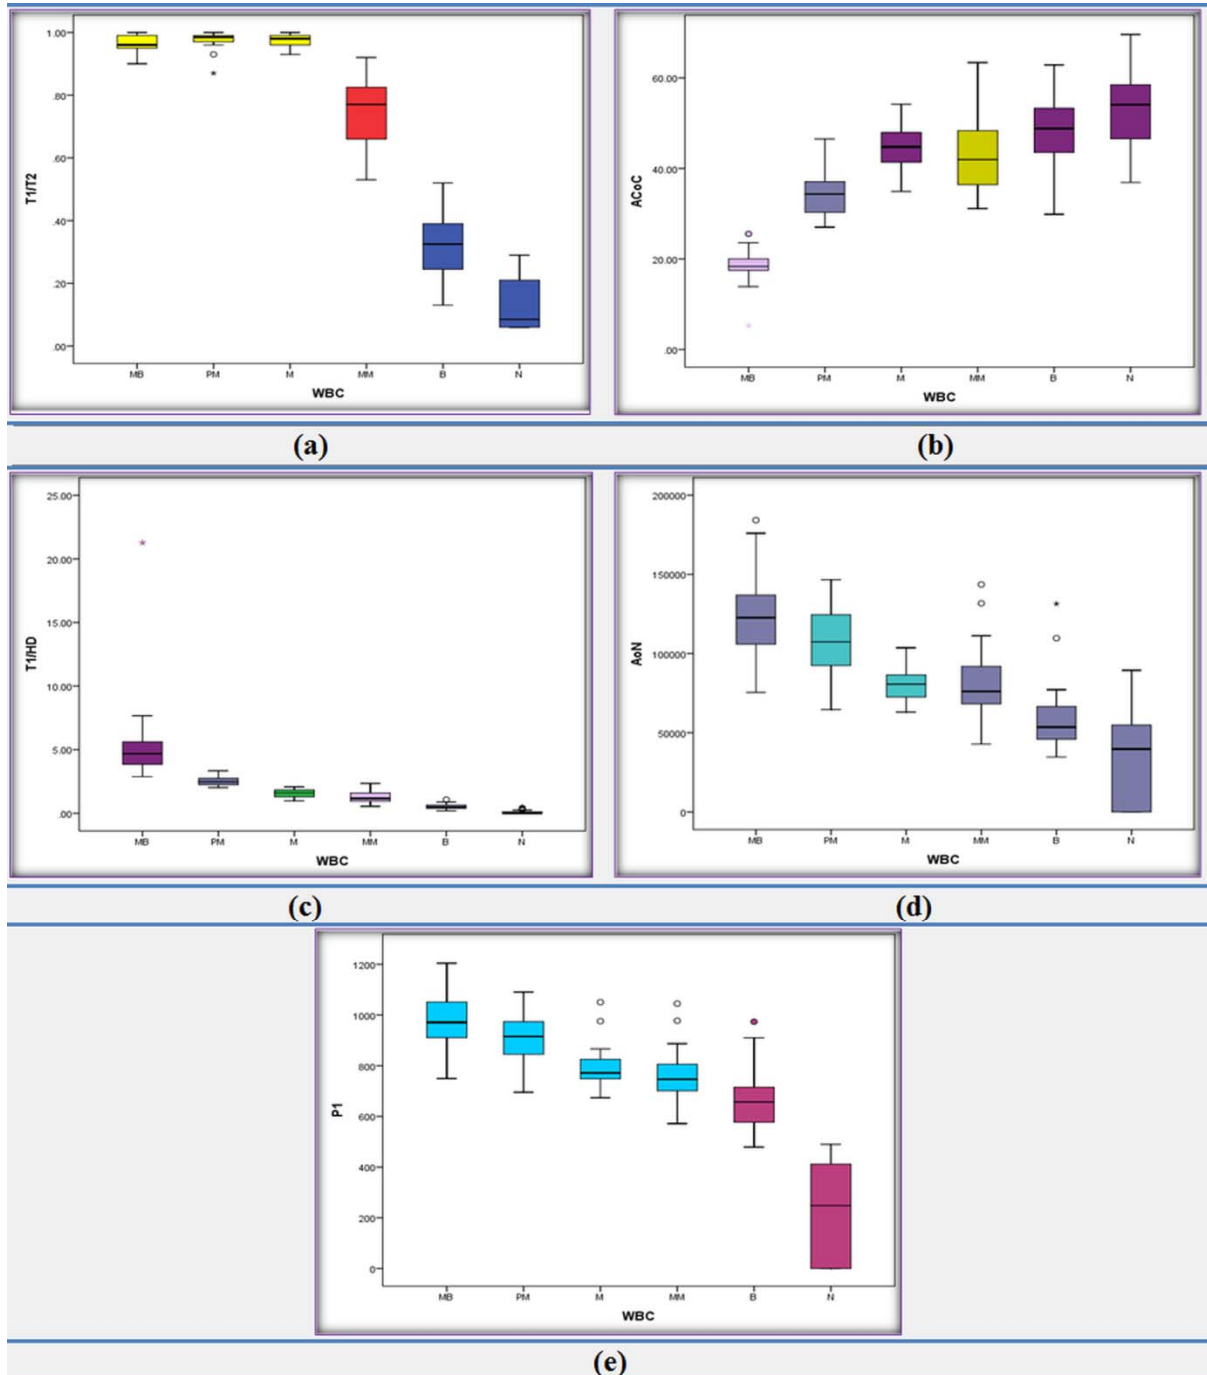 1.00
.80
.60
.40
.20
.00
T1/T2
MB PM M MM B N
WBC
60.00
40.00
20.00
.00
ACoC
MB PM M MM B N
WBC
(a)
(b)
25.00
20.00
15.00
10.00
5.00
.00
T1/HD
MB PM M MM B N
WBC
200000
150000
100000
50000
0
AoN
MB PM M MM B N
WBC
(c)
(d)
1200
1000
800
600
400
200
0
P1
MB PM M MM B N
WBC
(e)